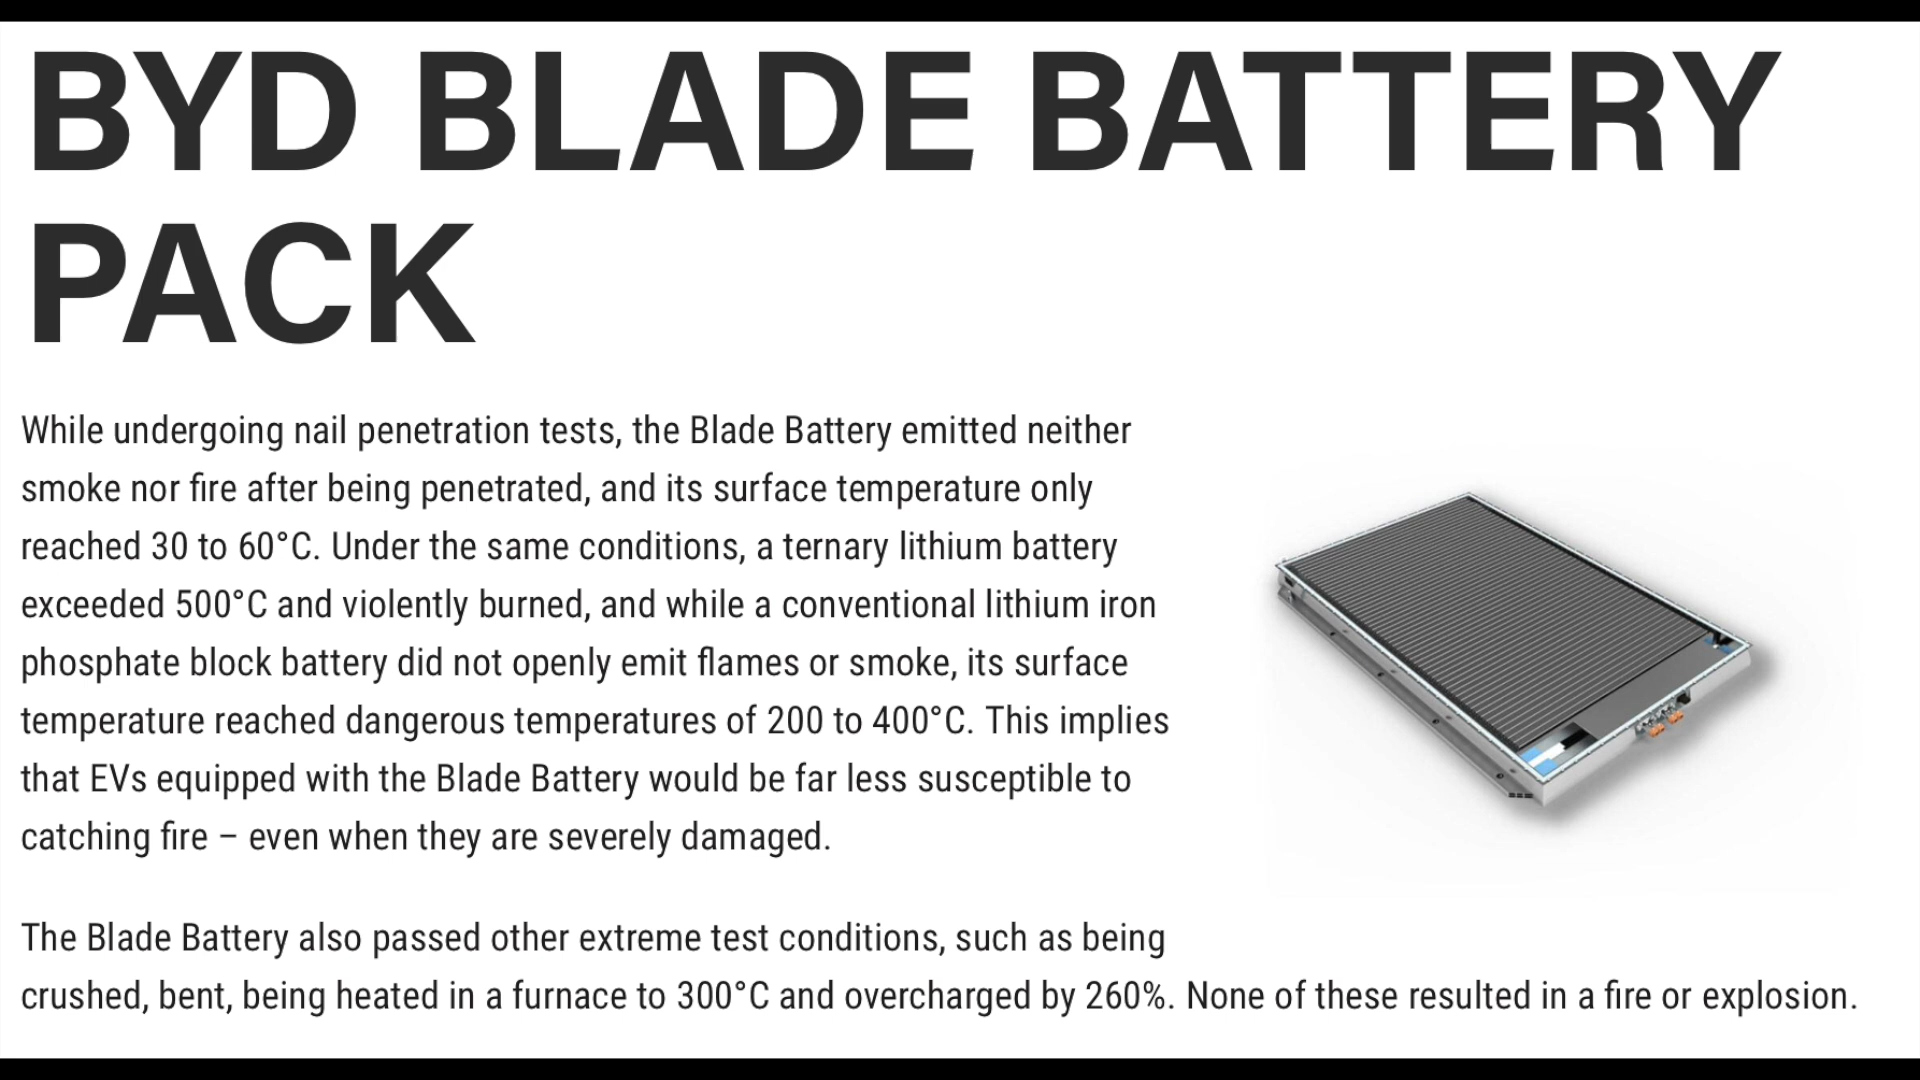 BYD BLADE BATTERY
PACK
While undergoing nail penetration tests, the Blade Battery emitted neither
smoke nor fire after being penetrated, and its surface temperature only
reached 30 to 60°C. Under the same conditions, a ternary lithium battery
exceeded 500°C and violently burned, and while a conventional lithium iron
phosphate block battery did not openly emit flames or smoke, its surface
temperature reached dangerous temperatures of 200 to 400°C. This implies
that EVs equipped with the Blade Battery would be far less susceptible to
catching fire – even when they are severely damaged.
The Blade Battery also passed other extreme test conditions, such as being
crushed, bent, being heated in a furnace to 300°C and overcharged by 260%. None of these resulted in a fire or explosion.